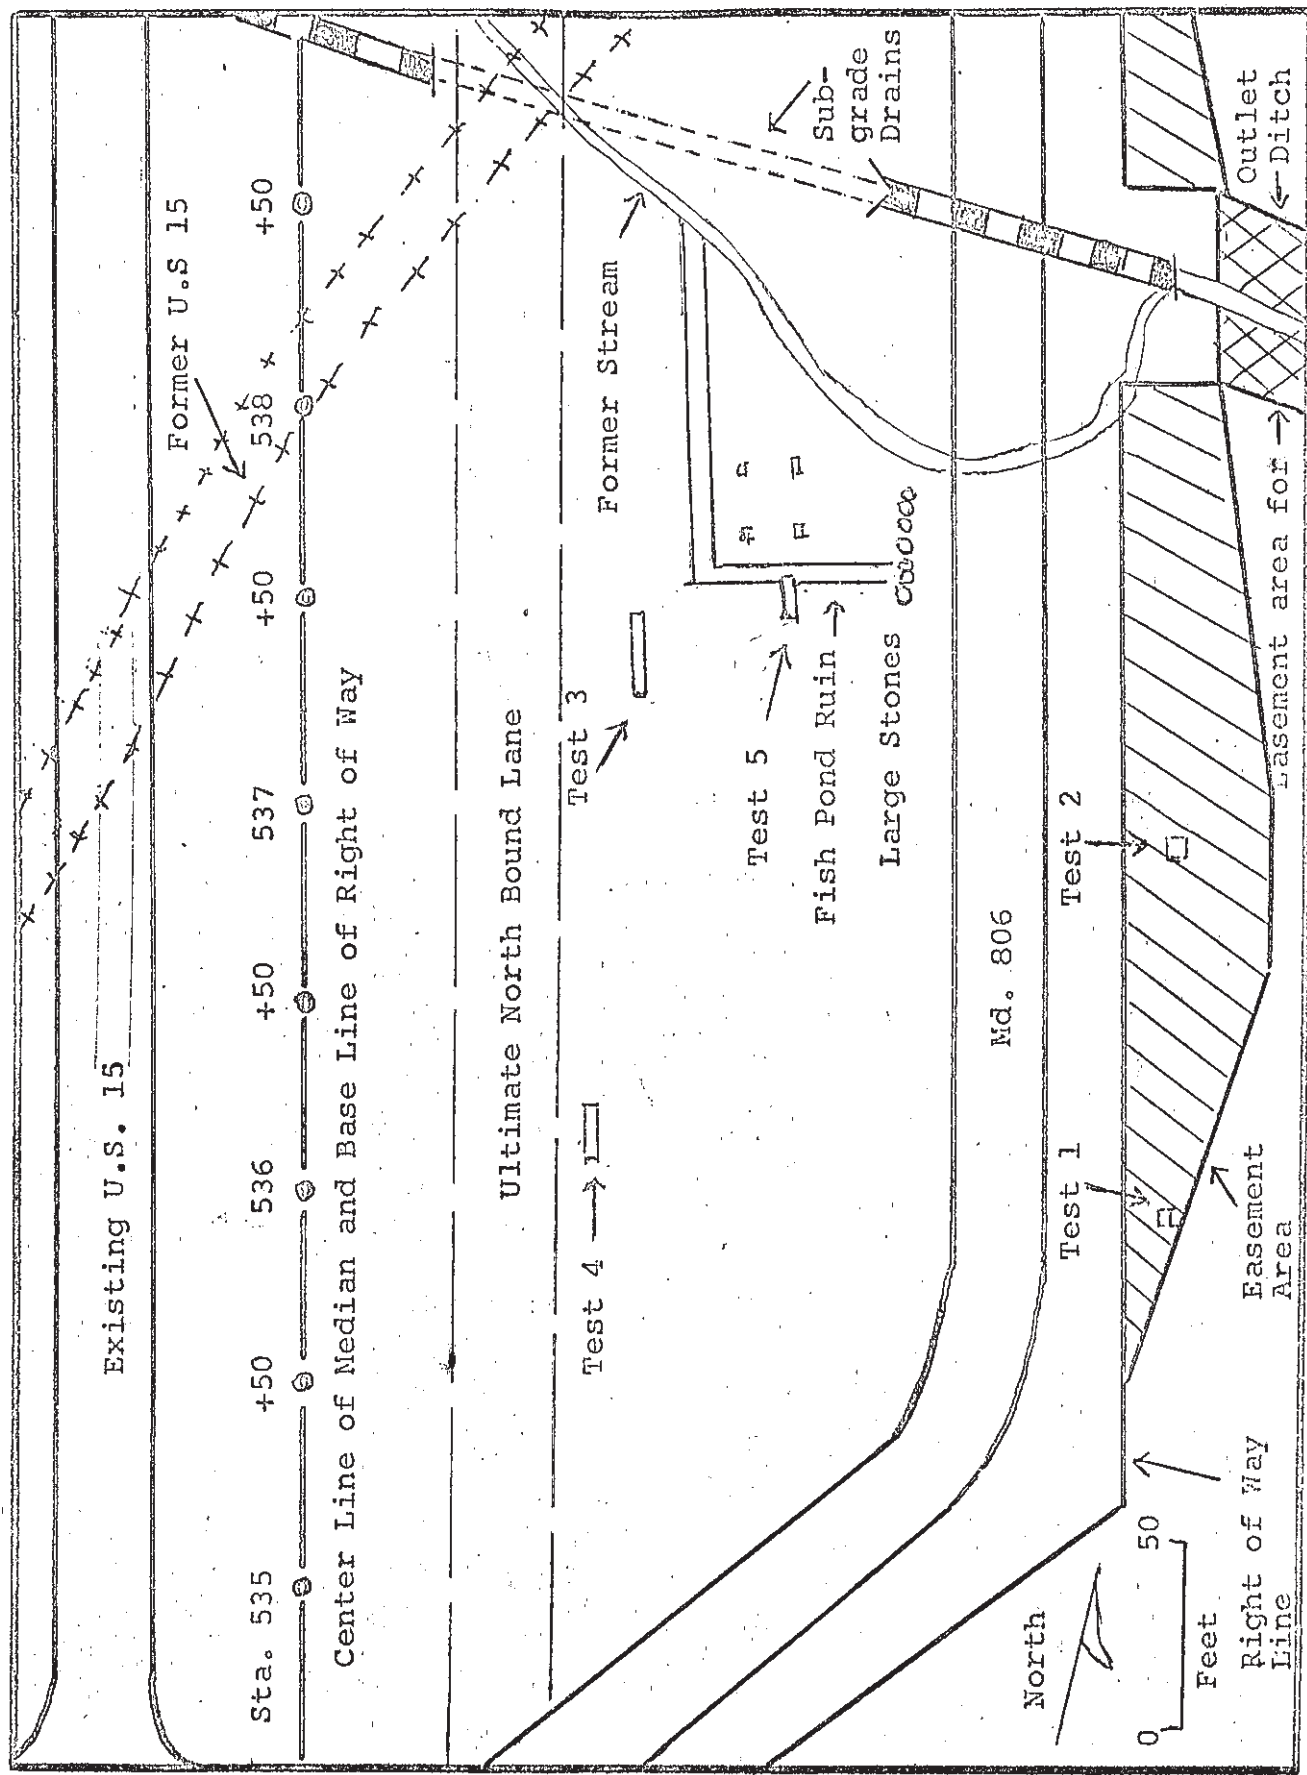 Existing U.S. 15
Former U.S 15
Sta. 535
+50
536
+50
537
+50
538
+50
Center Line of Median and Base Line of Right of Way
Ultimate North Bound Lane
Test 3
Former Stream
Test 4
Test 5
Fish Pond Ruin
Large Stones
Sub-
grade
Drains
Md. 806
Test 1
Test 2
North
0
50
Feet
Right of Way
Line
Easement
Area
Easement area for
Outlet
Ditch